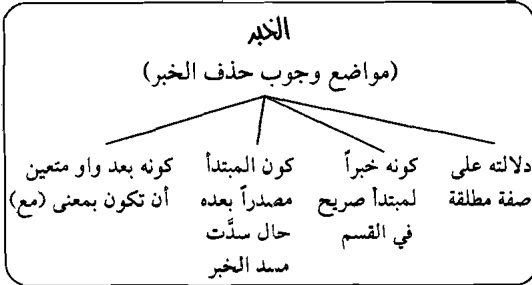 الخبر
(مواضع وجوب حذف الخبر)
دلالته على
صفة مطلقة
كونه خبراً
لمبتدأ صريح
في القسم
كون المبتدأ
مصدراً بعده
حال سدَّت
مسد الخبر
كونه بعد واو متعين
أن تكون بمعنى (مع)